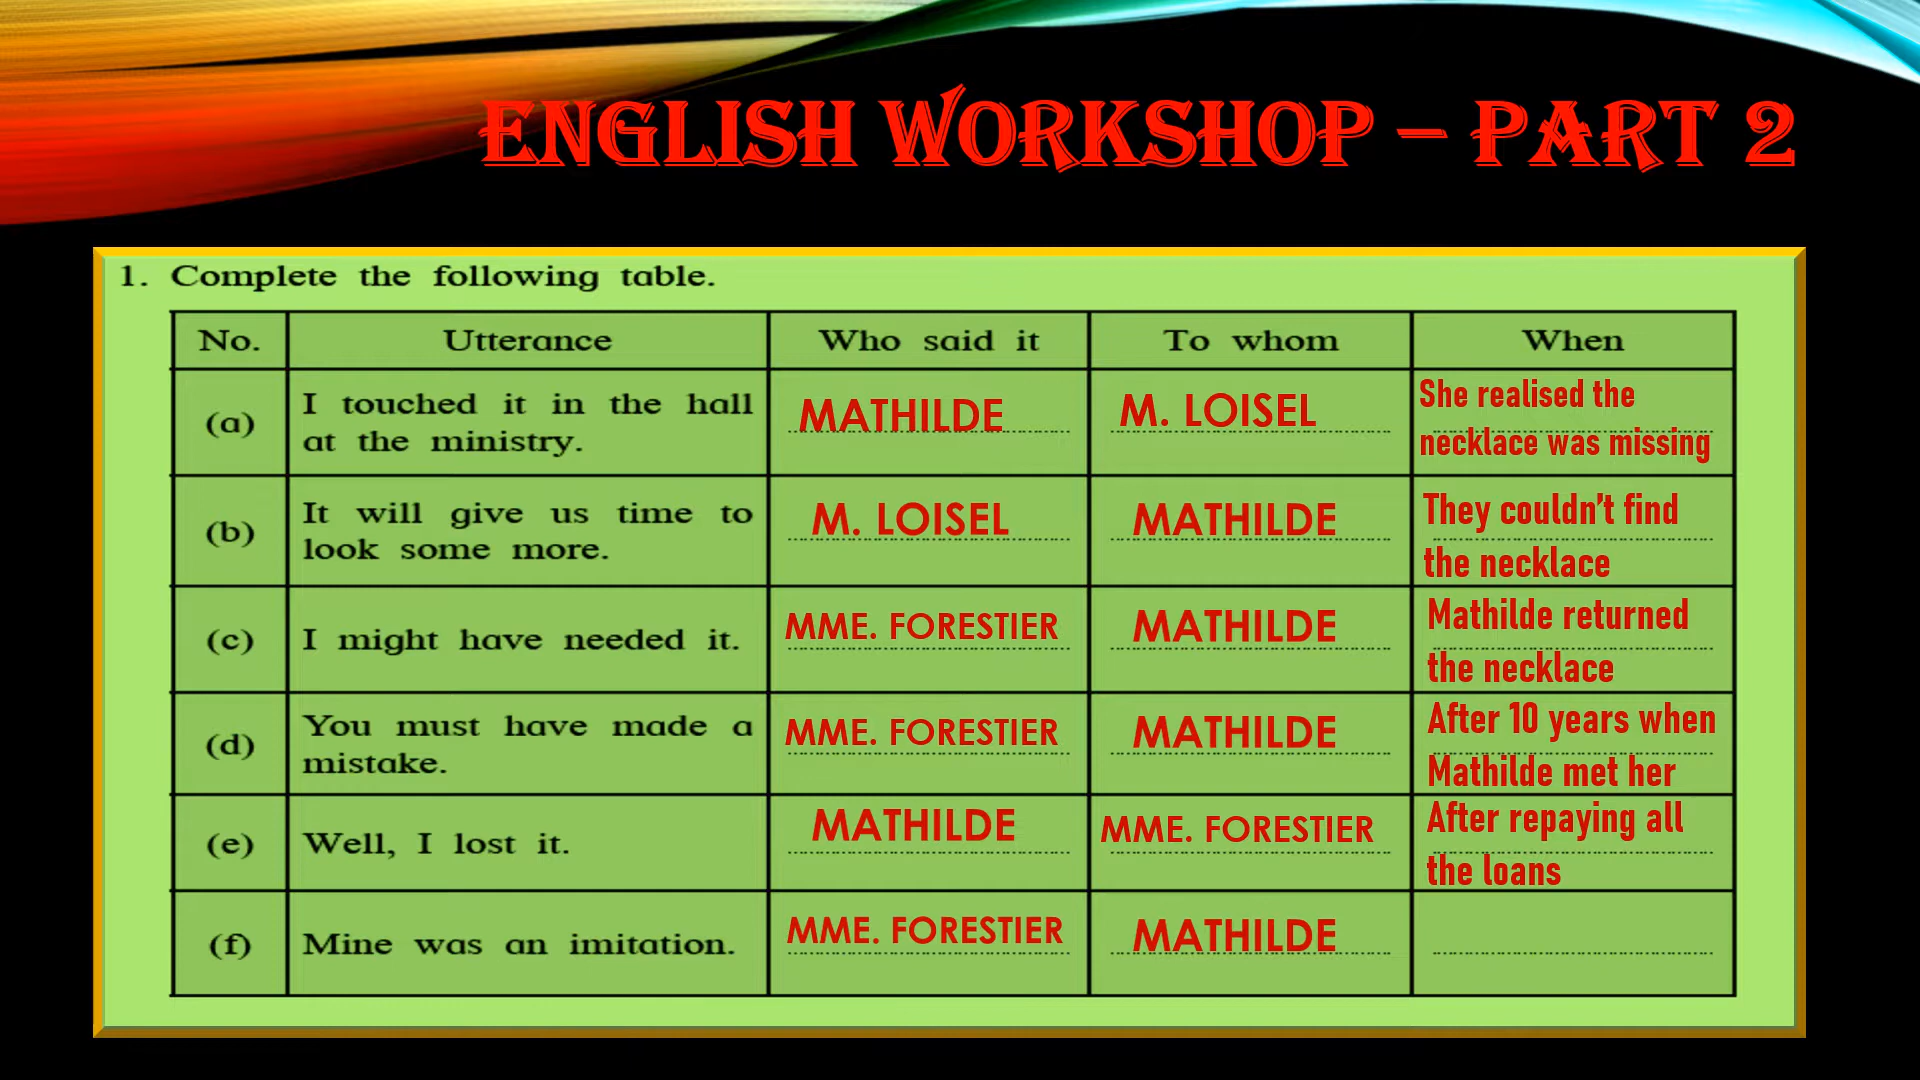 ENGLISH WORKSHOP – PART 2
1. Complete the following table.
No. Utterance Who said it To whom When
(a) I touched it in the hall at the ministry. MATHILDE M. LOISEL She realised the necklace was missing
(b) It will give us time to look some more. M. LOISEL MATHILDE They couldn't find the necklace
(c) I might have needed it. MME. FORESTIER MATHILDE Mathilde returned the necklace
(d) You must have made a mistake. MME. FORESTIER MATHILDE After 10 years when Mathilde met her
(e) Well, I lost it. MATHILDE MME. FORESTIER After repaying all the loans
(f) Mine was an imitation. MME. FORESTIER MATHILDE